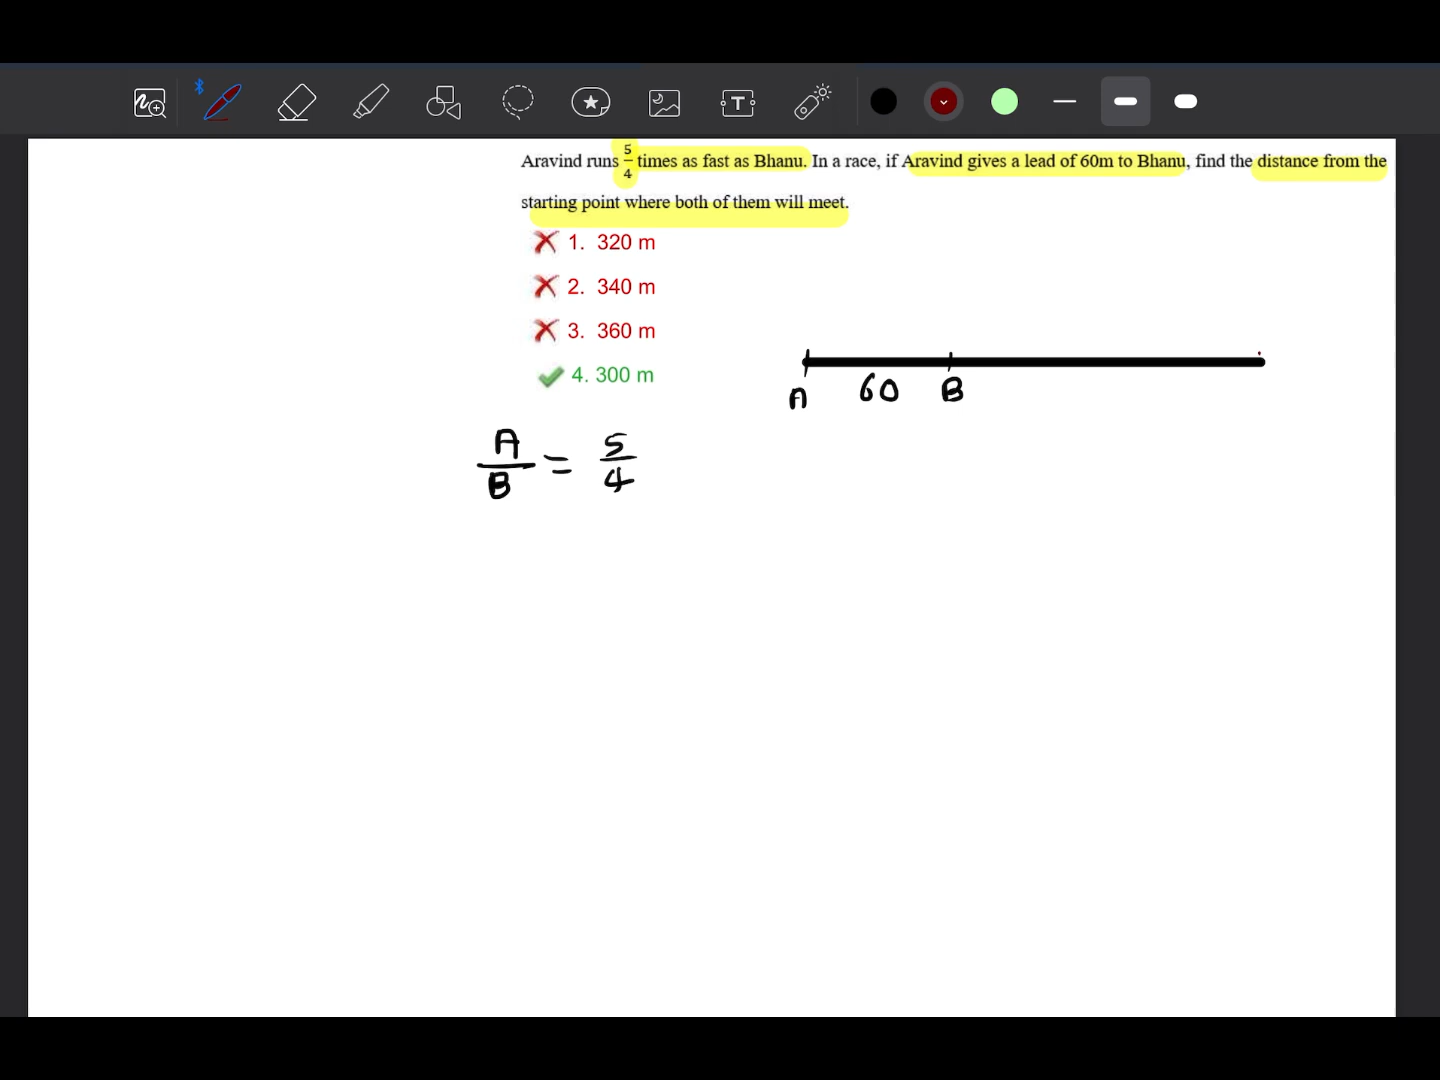 Aravind runs 5/4 times as fast as Bhanu. In a race, if Aravind gives a lead of 60m to Bhanu, find the distance from the
starting point where both of them will meet.
1. 320 m
2. 340 m
3. 360 m
4. 300 m
A 60 B
A/B = 5/4